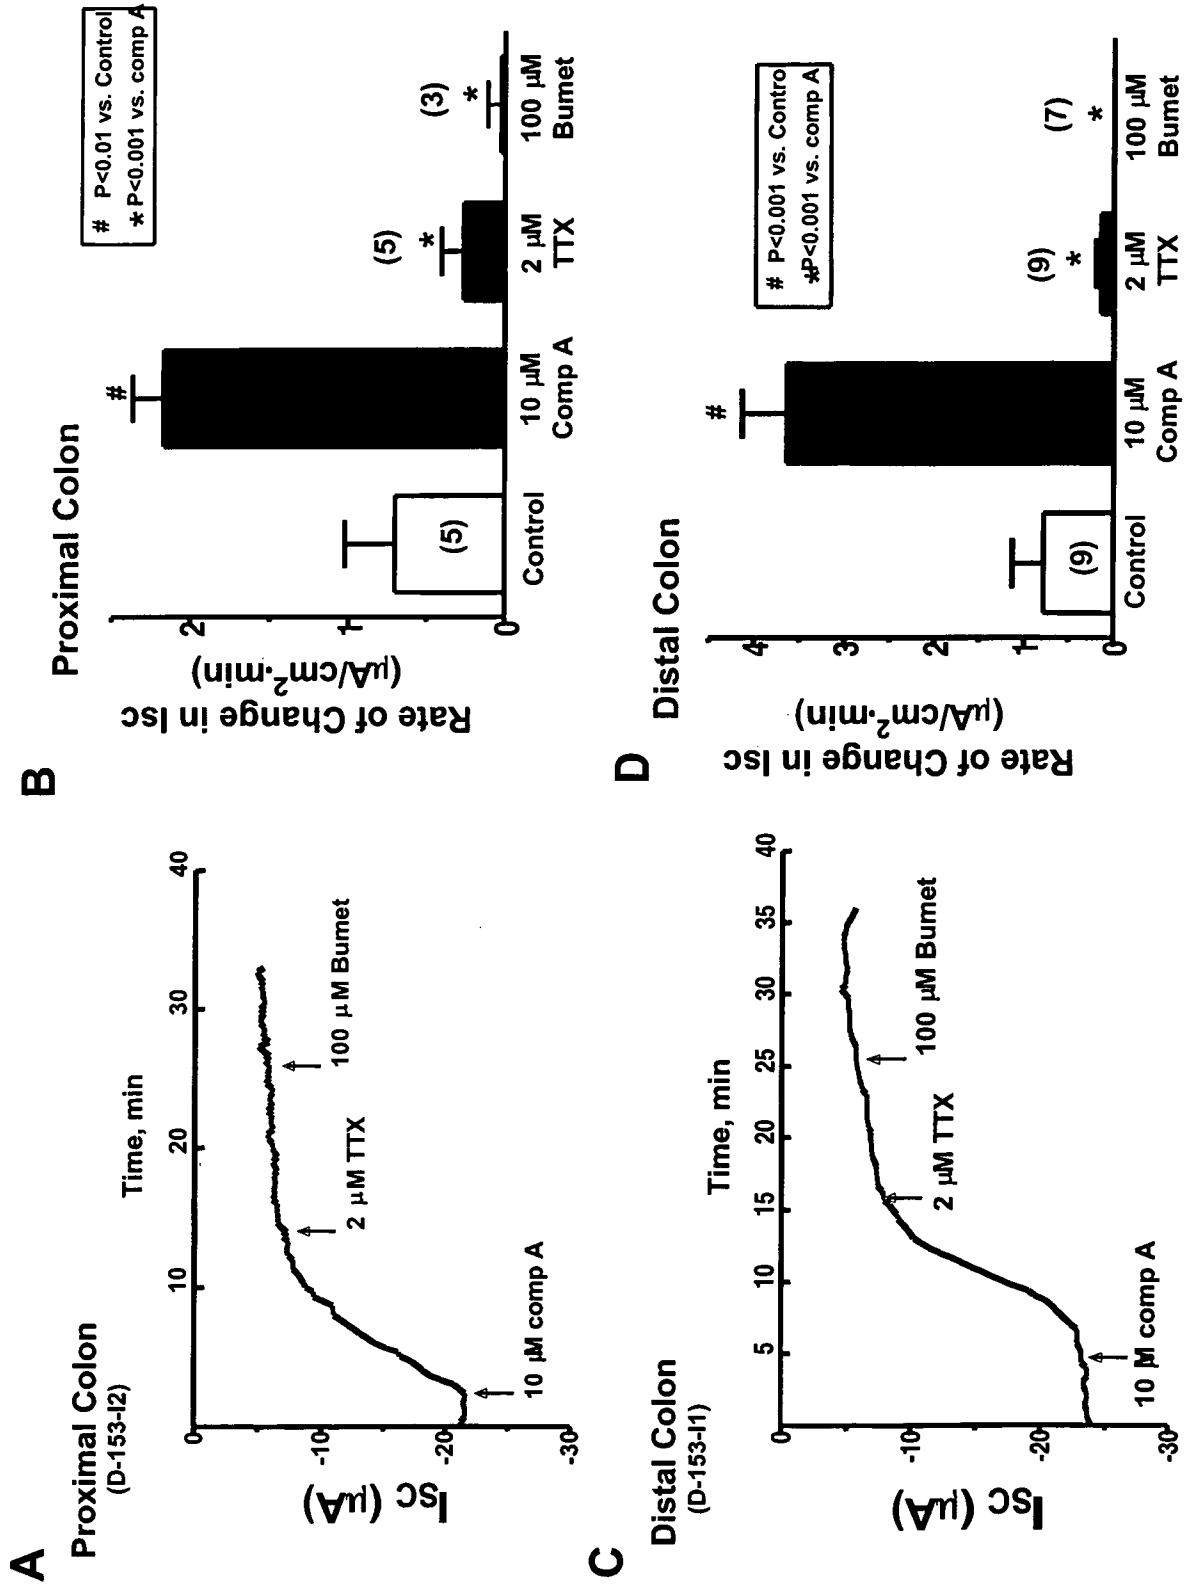 A
Proximal Colon
(D-153-I2)
Time, min
10
20
30
40
0
-10
-20
-30
ISC (µA)
10 µM comp A
2 µM TTX
100 µM Bumet
B
Proximal Colon
# P<0.01 vs. Control
* P<0.001 vs. comp A
Rate of Change in Isc
(µA/cm²·min)
2
1
0
#
(5)
(5)
*
(3)
*
Control
10 µM
Comp A
2 µM
TTX
100 µM
Bumet
C
Distal Colon
(D-153-I1)
Time, min
5
10
15
20
25
30
35
40
0
-10
-20
-30
ISC (µA)
10 µM comp A
2 µM TTX
100 µM Bumet
D
Distal Colon
# P<0.001 vs. Control
*P<0.001 vs. comp A
Rate of Change in Isc
(µA/cm²·min)
4
3
2
1
0
#
(9)
(9)
*
(7)
*
Control
10 µM
Comp A
2 µM
TTX
100 µM
Bumet